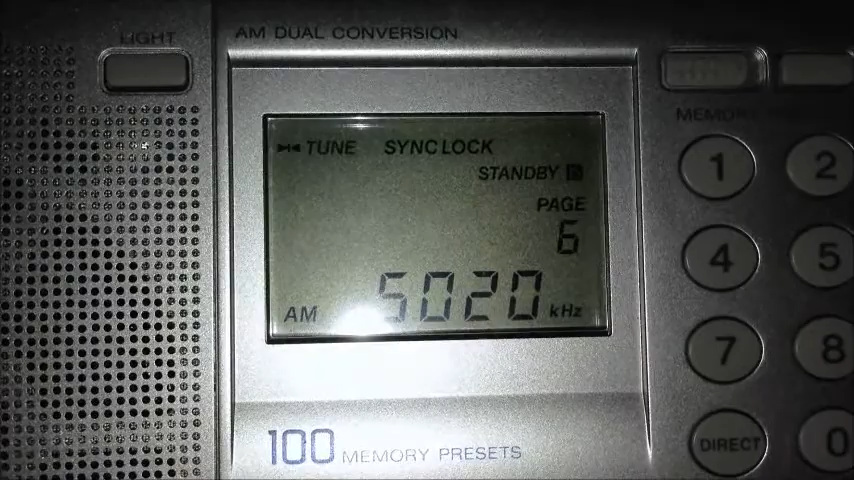 LIGHT
AM DUAL CONVERSION
TUNE SYNC LOCK
STANDBY
PAGE
6
AM 5020 kHz
100 MEMORY PRESETS
1 2
4 5
7 8
DIRECT 0